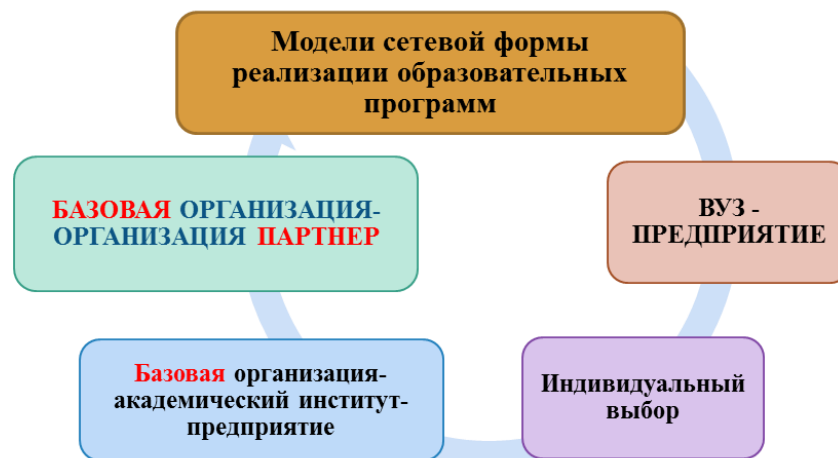 Модели сетевой формы
реализации образовательных
программ
БАЗОВАЯ ОРГАНИЗАЦИЯ-
ОРГАНИЗАЦИЯ ПАРТНЕР
ВУЗ -
ПРЕДПРИЯТИЕ
Базовая организация-
академический институт-
предприятие
Индивидуальный
выбор